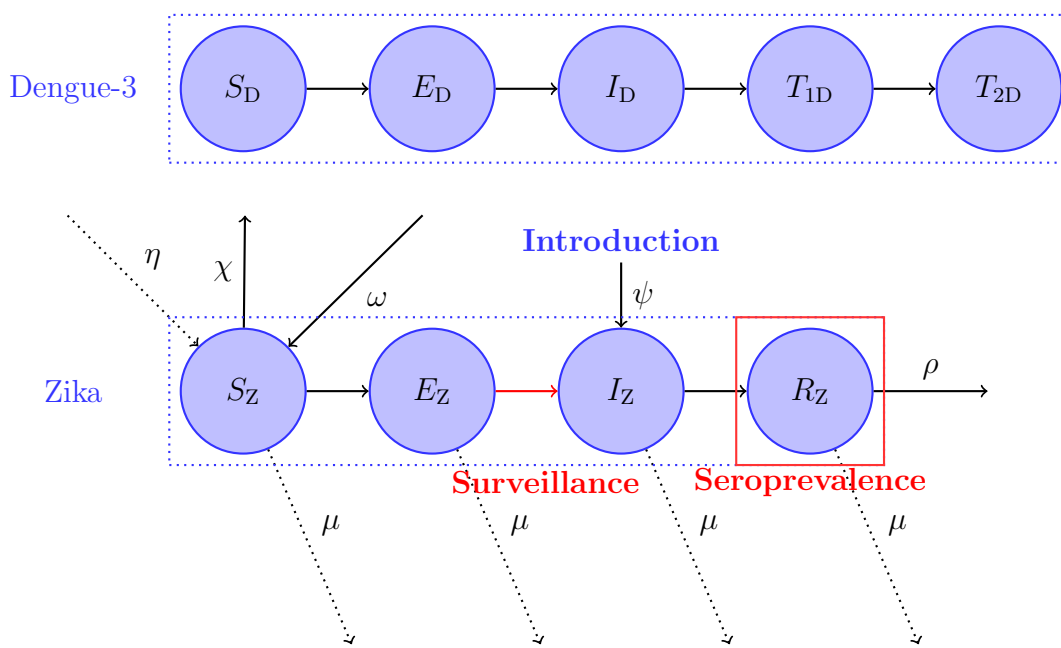 Dengue-3
S_D
E_D
I_D
T_1D
T_2D
η
χ
ω
Introduction
ψ
Zika
S_Z
E_Z
I_Z
R_Z
ρ
Surveillance
Seroprevalence
μ
μ
μ
μ